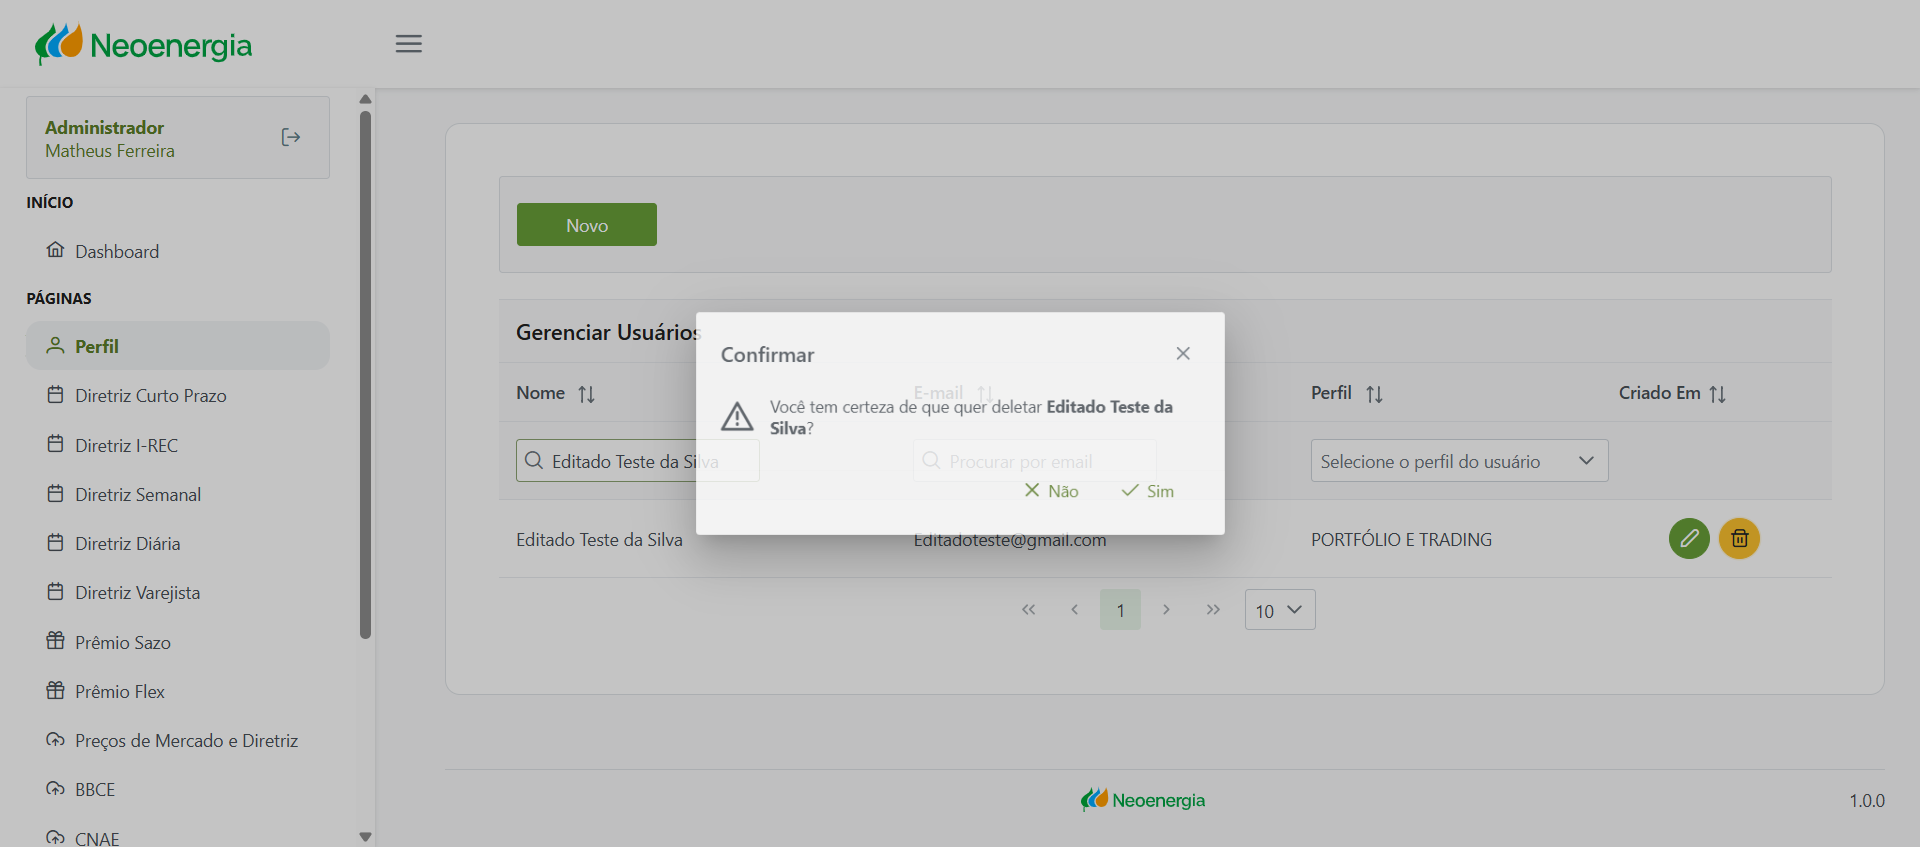 Neoenergia
Administrador
Matheus Ferreira
INÍCIO
Dashboard
PÁGINAS
Perfil
Diretriz Curto Prazo
Diretriz I-REC
Diretriz Semanal
Diretriz Diária
Diretriz Varejista
Prêmio Sazo
Prêmio Flex
Preços de Mercado e Diretriz
BBCE
CNAE
Novo
Gerenciar Usuários
Nome
E-mail
Perfil
Criado Em
Editado Teste da Silva
Procurar por email
Selecione o perfil do usuário
Confirmar
Você tem certeza de que quer deletar Editado Teste da
Silva?
Não
Sim
Editado Teste da Silva
Editadoteste@gmail.com
PORTFÓLIO E TRADING
1
10
Neoenergia
1.0.0